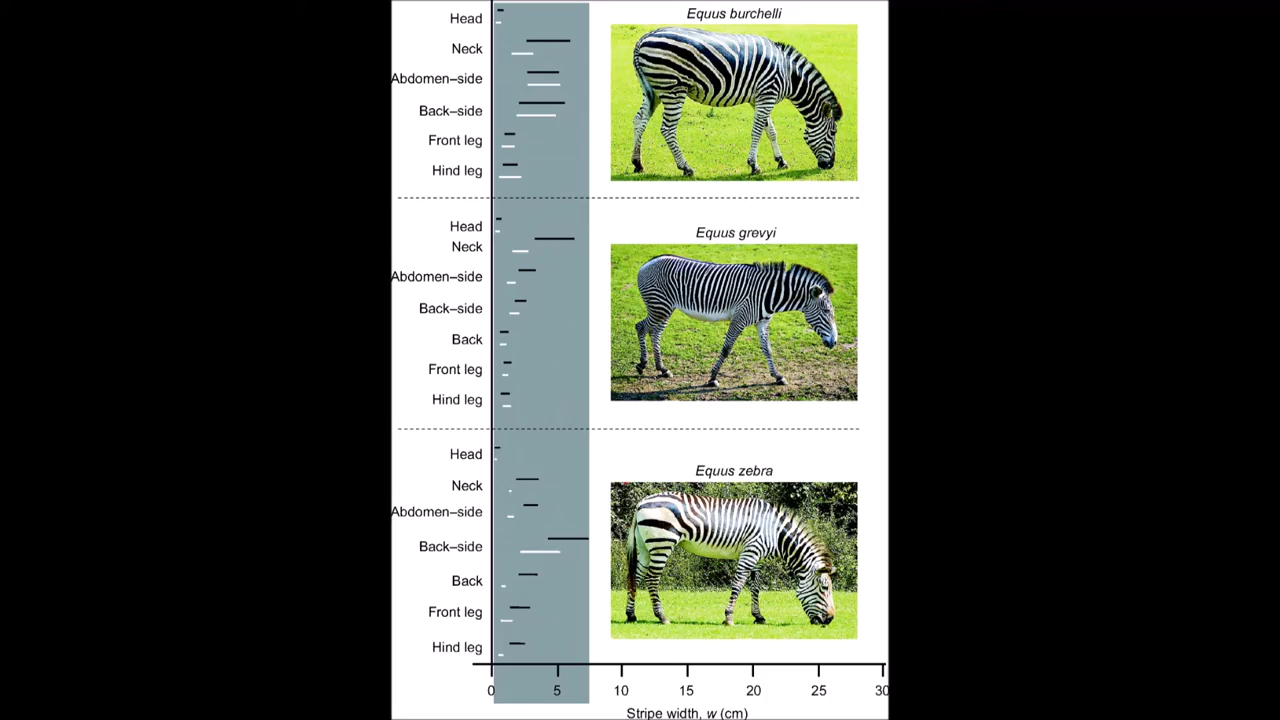 Equus burchelli
Head
Neck
Abdomen–side
Back–side
Front leg
Hind leg
Equus grevyi
Head
Neck
Abdomen–side
Back–side
Back
Front leg
Hind leg
Equus zebra
Head
Neck
Abdomen–side
Back–side
Back
Front leg
Hind leg
0 5 10 15 20 25 30
Stripe width, w (cm)